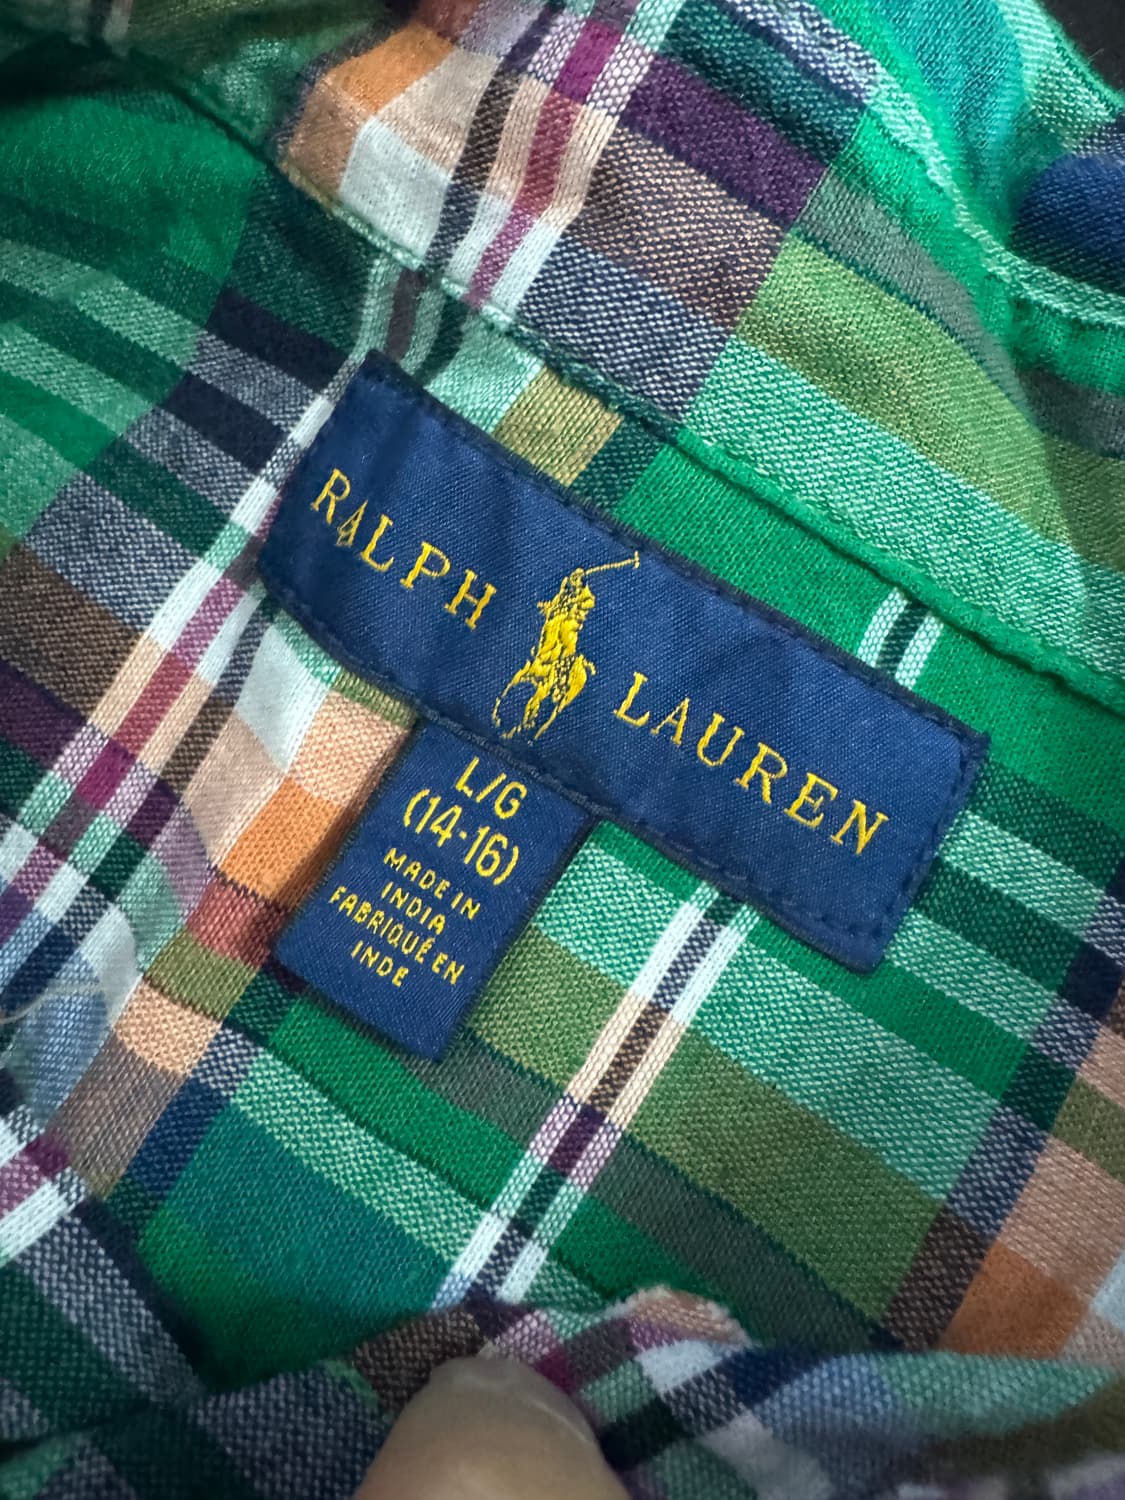 RALPH LAUREN
L/G
(14-16)
MADE IN
INDIA
FABRIQUÉ EN
INDE